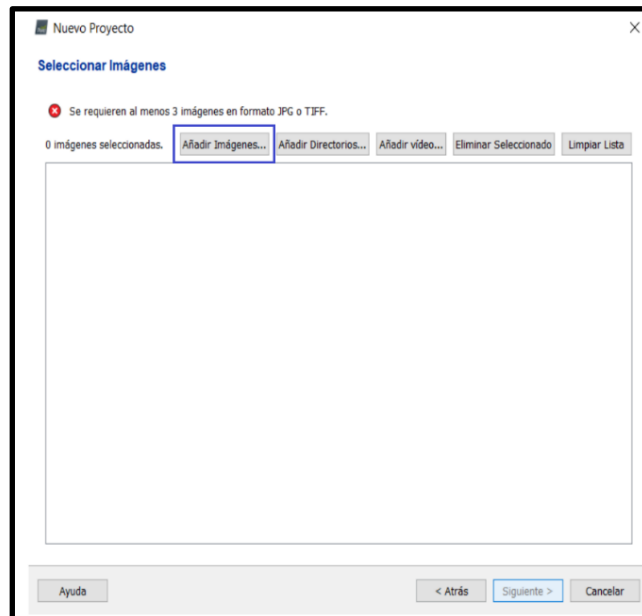 Nuevo Proyecto
Seleccionar Imágenes
Se requieren al menos 3 imágenes en formato JPG o TIFF.
0 imágenes seleccionadas. Añadir Imágenes... Añadir Directorios... Añadir vídeo... Eliminar Seleccionado Limpiar Lista
Ayuda < Atrás Siguiente > Cancelar